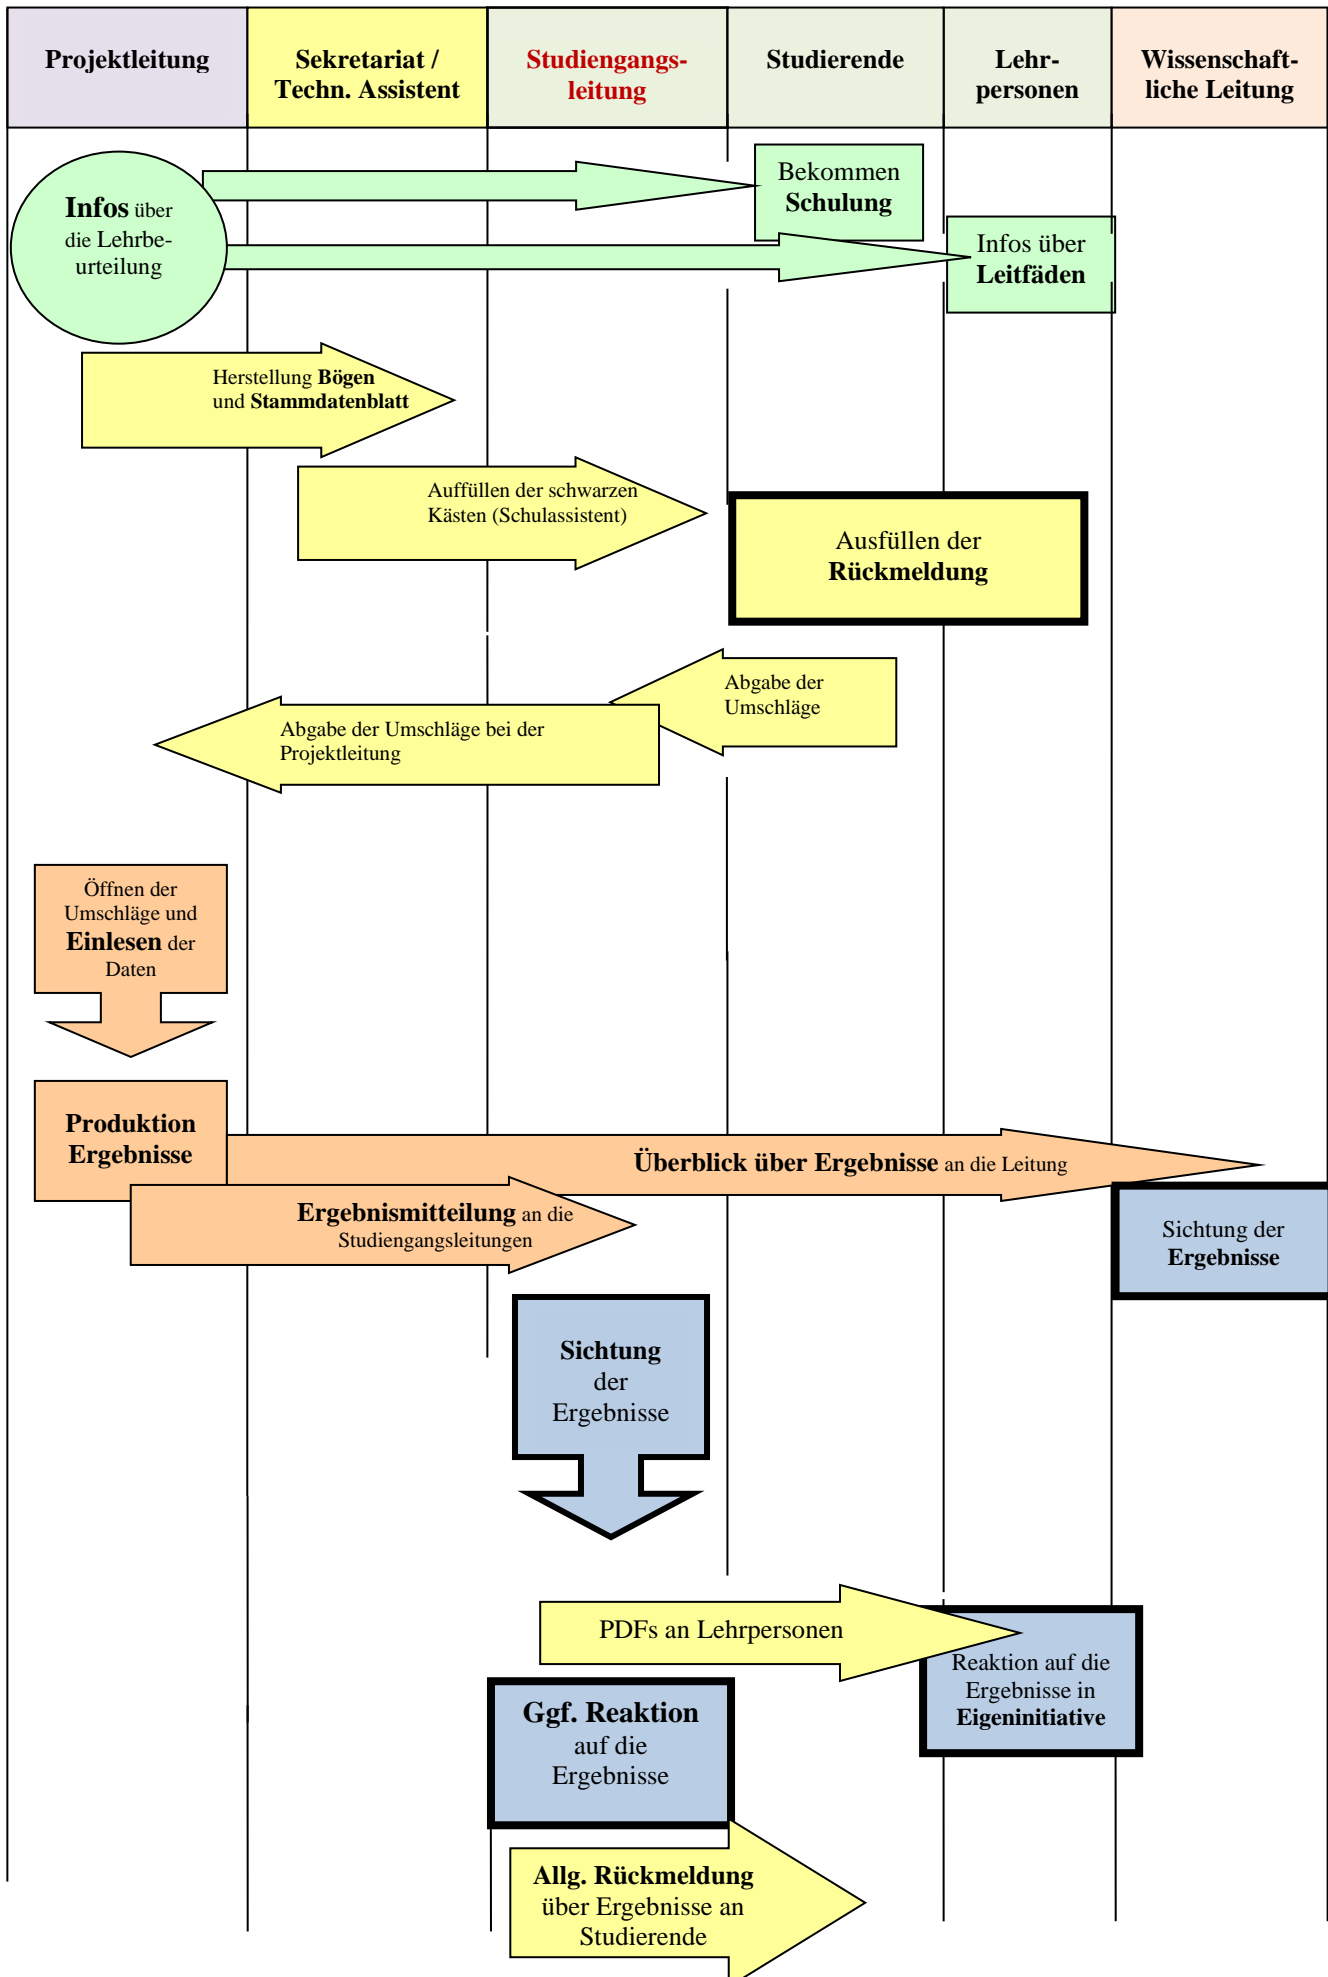 Projektleitung
Sekretariat /
Techn. Assistent
Studiengangs-
leitung
Studierende
Lehr-
personen
Wissenschaft-
liche Leitung
Infos über
die Lehrbe-
urteilung
Bekommen
Schulung
Infos über
Leitfäden
Herstellung Bögen
und Stammdatenblatt
Auffüllen der schwarzen
Kästen (Schulassistent)
Ausfüllen der
Rückmeldung
Abgabe der
Umschläge
Abgabe der Umschläge bei der
Projektleitung
Öffnen der
Umschläge und
Einlesen der
Daten
Produktion
Ergebnisse
Überblick über Ergebnisse an die Leitung
Ergebnismitteilung an die
Studiengangsleitungen
Sichtung der
Ergebnisse
Sichtung
der
Ergebnisse
PDFs an Lehrpersonen
Reaktion auf die
Ergebnisse in
Eigeninitiative
Ggf. Reaktion
auf die
Ergebnisse
Allg. Rückmeldung
über Ergebnisse an
Studierende